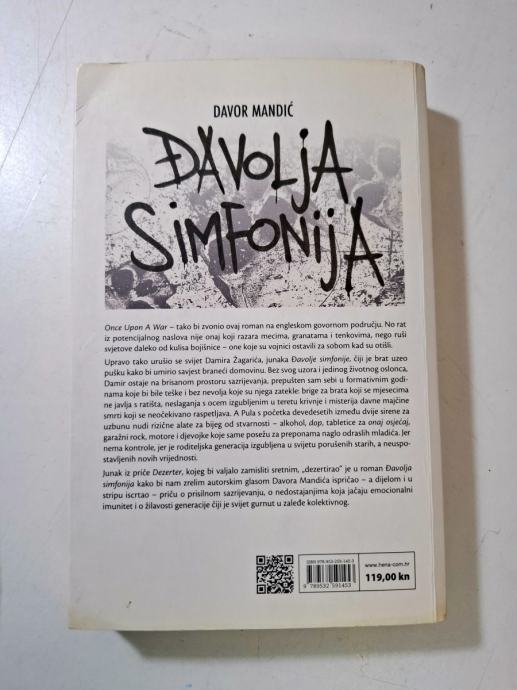 DAVOR MANDIĆ
ĐAVOLJA
SIMFONIJA
Once Upon A War – tako bi zvonio ovaj roman na engleskom govornom području. No rat
iz potencijalnog naslova nije onaj koji razara mecima, granatama i tenkovima, nego ruši
svjetove daleko od kulisa bojišnice – one koje su vojnici ostavili za sobom kad su otišli.
Upravo tako urušio se svijet Damira Žagarića, junaka Đavolje simfonije, čiji je brat uzeo
pušku kako bi umirio savjest braneći domovinu. Bez svog uzora i jedinog životnog oslonca,
Damir ostaje na brisanom prostoru sazrijevanja, prepušten sam sebi u formativnim godi-
nama koje bi bile teške i bez nevolja koje su njega zatekle: brige za brata koji se mjesecima
ne javlja s ratišta, neslaganja s ocem izgubljenim u teretu krivnje i misterija davne majčine
smrti koji se neočekivano raspetljava. A Pula s početka devedesetih između dvije sirene za
uzbunu nudi rizične alate za bijeg od stvarnosti – alkohol, dop, tabletice za onaj osjećaj,
garažni rock, motore i djevojke koje same posežu za preponama naglo odraslih mladića. Jer
nema kontrole, jer je roditeljska generacija izgubljena u svijetu porušenih starih, a neuspo-
stavljenih novih vrijednosti.
Junak iz priče Dezerter, kojeg bi valjalo zamisliti sretnim, „dezertirao” je u roman Đavolja
simfonija kako bi nam zrelim autorskim glasom Davora Mandića ispričao – a dijelom i u
stripu iscrtao – priču o prisilnom sazrijevanju, o nedostajanjima koja jačaju emocionalni
imunitet i o žilavosti generacije čiji je svijet gurnut u zaleđe kolektivnog.
ISBN 978-953-259-145-3
9 789532 591453
www.hena-com.hr
119,00 kn